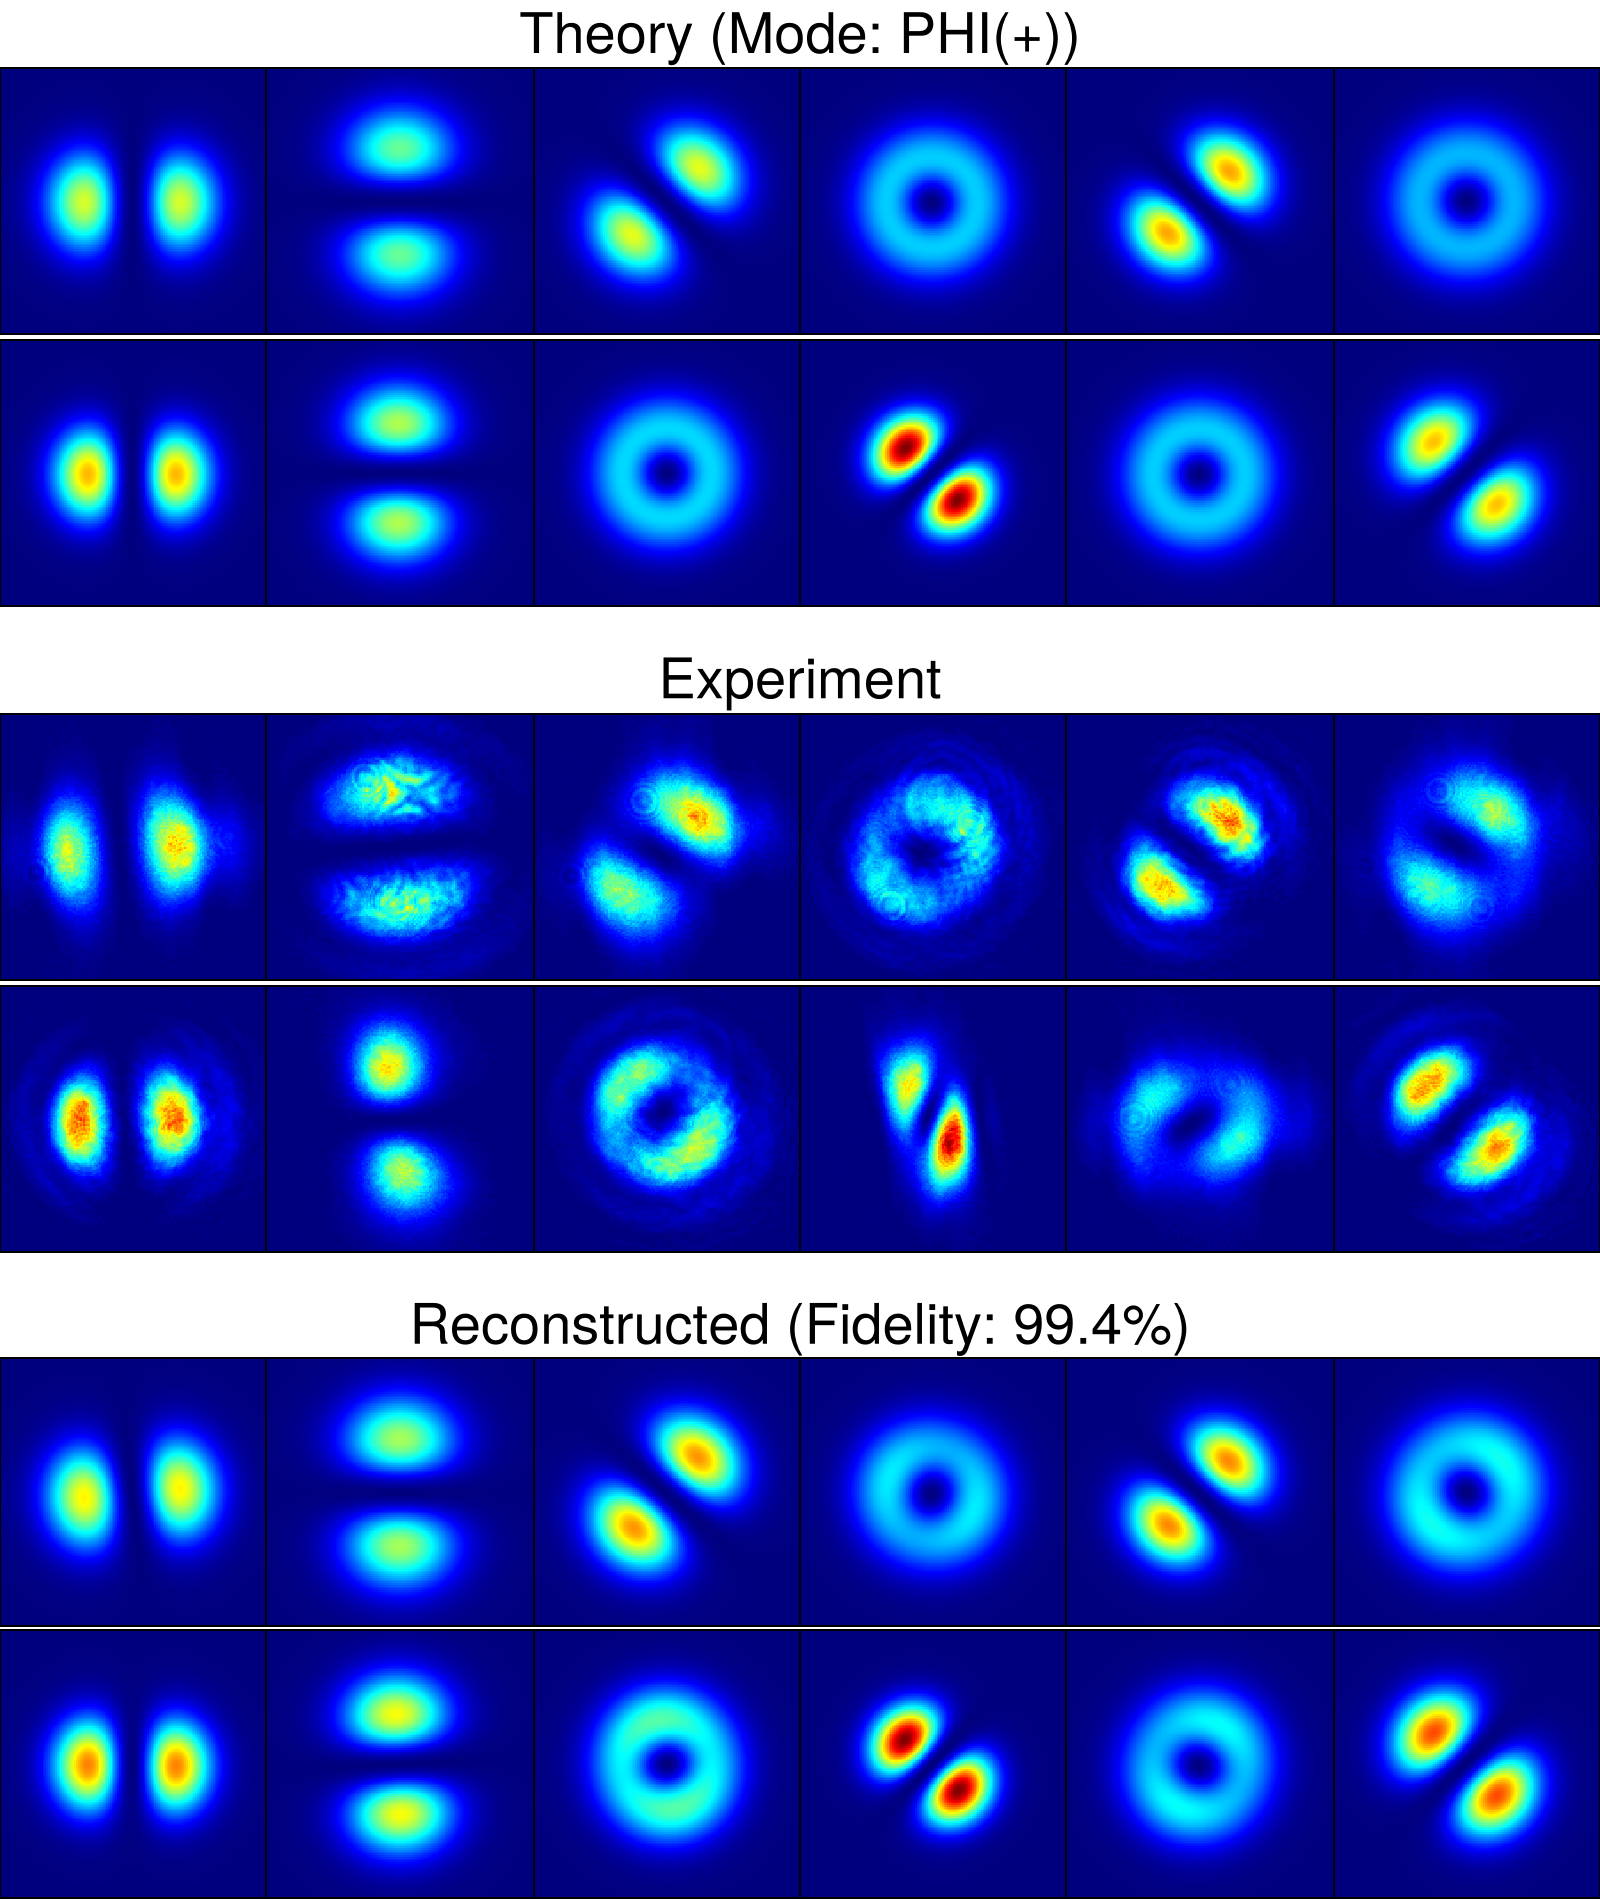 Theory (Mode: PHI(+))
Experiment
Reconstructed (Fidelity: 99.4%)